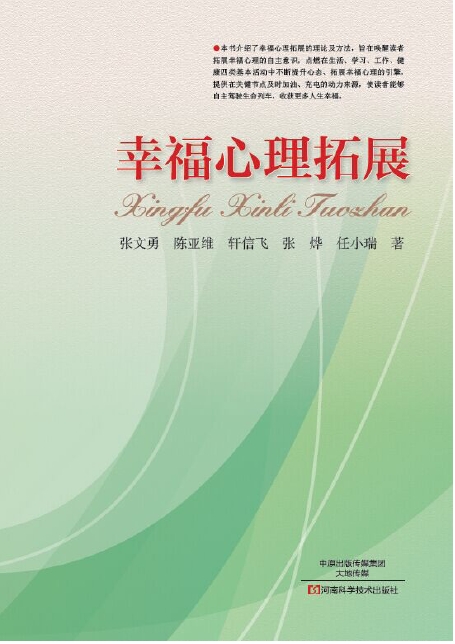 ●本书介绍了幸福心理拓展的理论及方法，旨在唤醒读者
拓展幸福心理的自主意识，点燃在生活、学习、工作、健
康四类基本活动中不断提升心态、拓展幸福心理的引擎，
提供在关键节点及时加油、充电的动力来源，使读者能够
自主驾驶生命列车，收获更多人生幸福。
幸福心理拓展
Xingfu Xinli Tuozhan
张文勇 陈亚维 轩信飞 张 烨 任小瑞 著
中原出版传媒集团
大地传媒
河南科学技术出版社